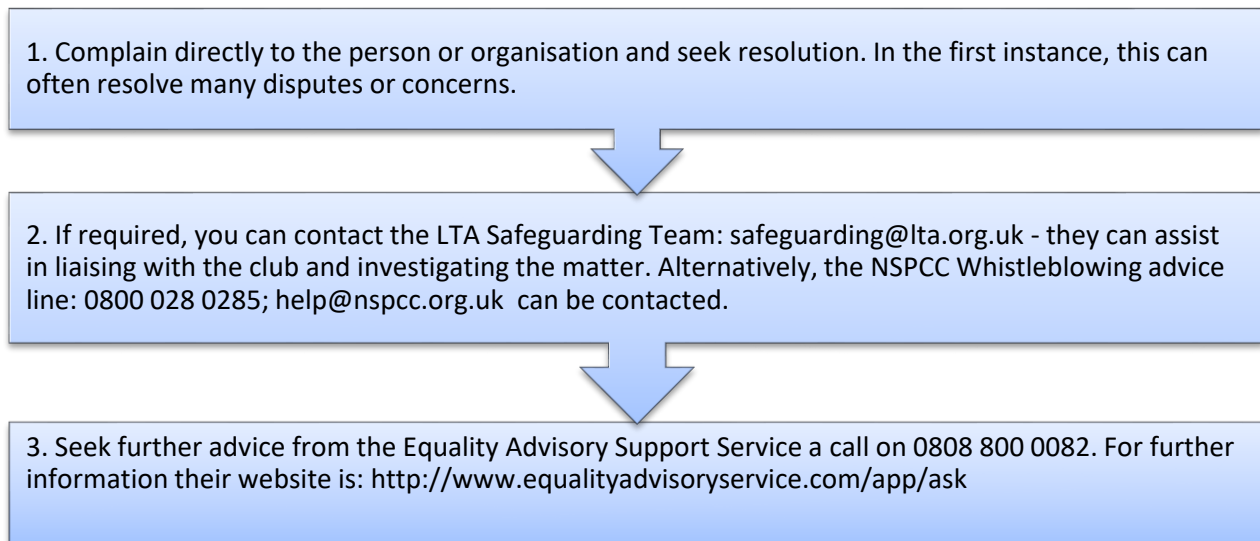 1. Complain directly to the person or organisation and seek resolution. In the first instance, this can
often resolve many disputes or concerns.
2. If required, you can contact the LTA Safeguarding Team: safeguarding@lta.org.uk - they can assist
in liaising with the club and investigating the matter. Alternatively, the NSPCC Whistleblowing advice
line: 0800 028 0285; help@nspcc.org.uk  can be contacted.
3. Seek further advice from the Equality Advisory Support Service a call on 0808 800 0082. For further
information their website is: http://www.equalityadvisoryservice.com/app/ask